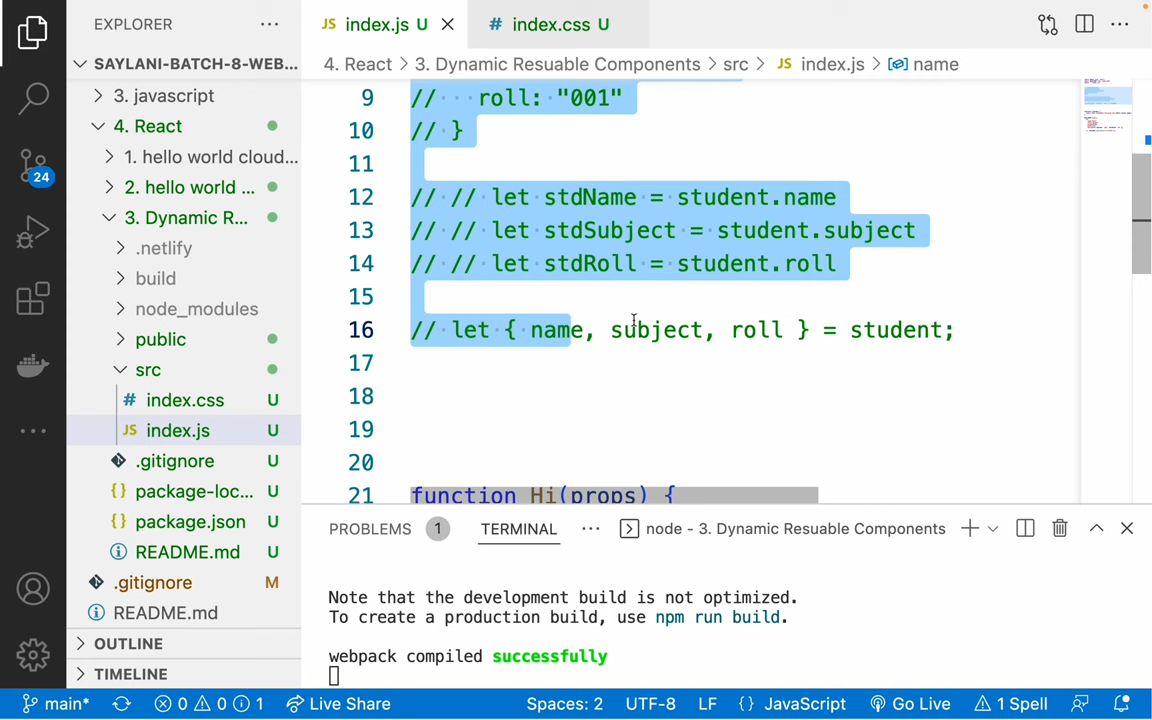 EXPLORER
SAYLANI-BATCH-8-WEB...
3. javascript
4. React
1. hello world cloud...
2. hello world ...
3. Dynamic R...
.netlify
build
node_modules
public
src
# index.css U
JS index.js U
.gitignore U
{} package-loc... U
{} package.json U
README.md U
.gitignore M
README.md
OUTLINE
TIMELINE
24
JS index.js U
# index.css U
4. React > 3. Dynamic Resuable Components > src > JS index.js > name
9 // roll: "001"
10 // }
11
12 // // let stdName = student.name
13 // // let stdSubject = student.subject
14 // // let stdRoll = student.roll
15
16 // let { name, subject, roll } = student;
17
18
19
20
21 function Hi(props) {
PROBLEMS 1 TERMINAL ... node - 3. Dynamic Resuable Components
Note that the development build is not optimized.
To create a production build, use npm run build.
webpack compiled successfully
main* 0 0 1 Live Share Spaces: 2 UTF-8 LF {} JavaScript Go Live 1 Spell